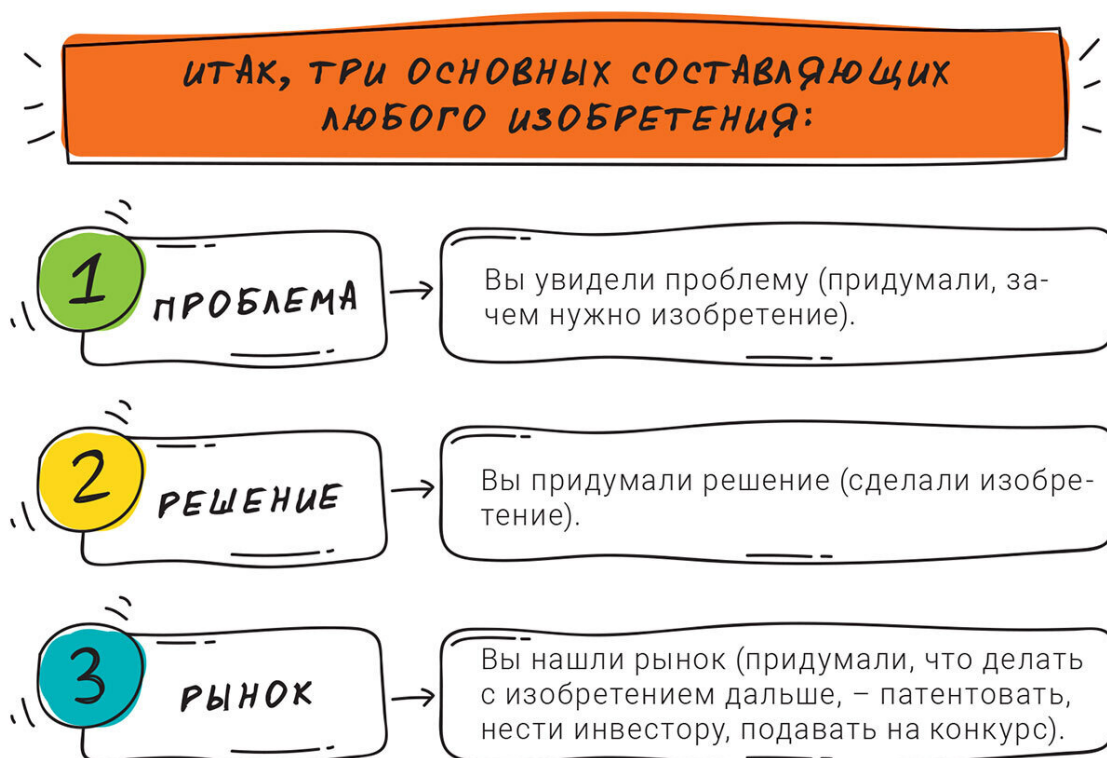 ИТАК, ТРИ ОСНОВНЫХ СОСТАВЛЯЮЩИХ
ЛЮБОГО ИЗОБРЕТЕНИЯ:
1
ПРОБЛЕМА
Вы увидели проблему (придумали, за-
чем нужно изобретение).
2
РЕШЕНИЕ
Вы придумали решение (сделали изобре-
тение).
3
РЫНОК
Вы нашли рынок (придумали, что делать
с изобретением дальше, – патентовать,
нести инвестору, подавать на конкурс).